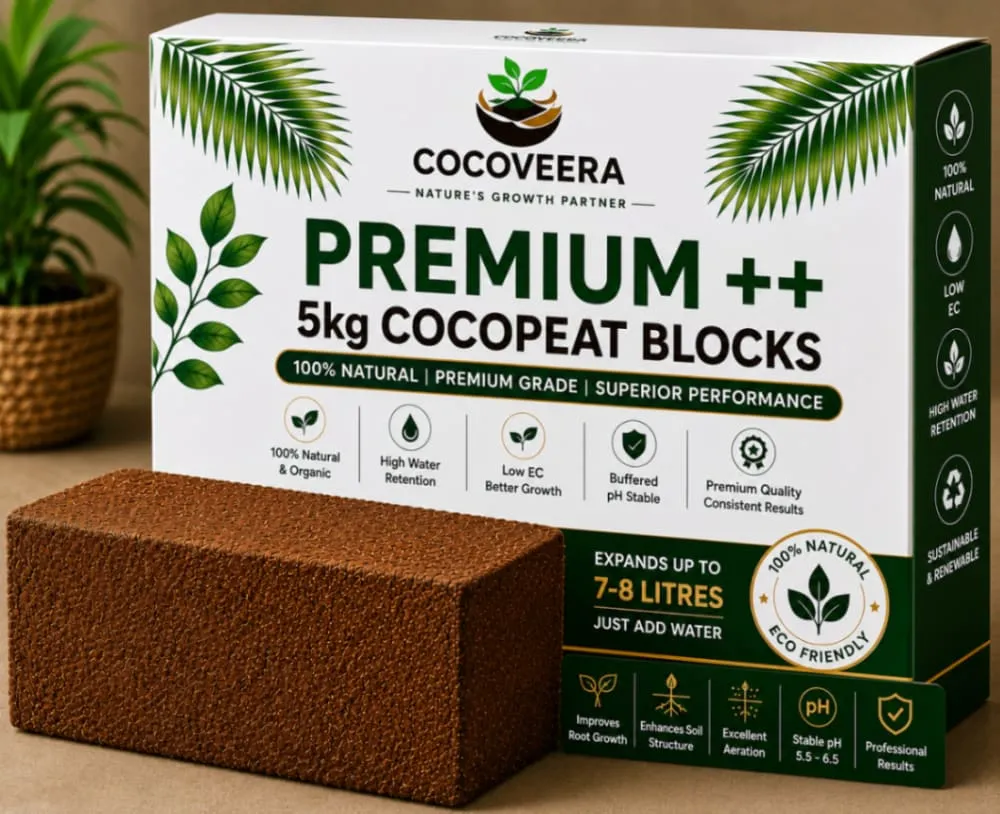 COCOVEERA
COCOVEERA
NATURE'S GROWTH PARTNER
PREMIUM ++
5kg COCOPEAT BLOCKS
100% NATURAL | PREMIUM GRADE | SUPERIOR PERFORMANCE
100% Natural
& Organic
High Water
Retention
Low EC
Better Growth
Buffered
pH Stable
Premium Quality
Consistent Results
EXPANDS UP TO
7-8 LITRES
JUST ADD WATER
100% NATURAL
ECO FRIENDLY
Improves
Root Growth
Enhances Soil
Structure
Excellent
Aeration
pH
Stable pH
5.5 - 6.5
Professional
Results
100%
NATURAL
LOW
EC
HIGH WATER
RETENTION
SUSTAINABLE
& RENEWABLE